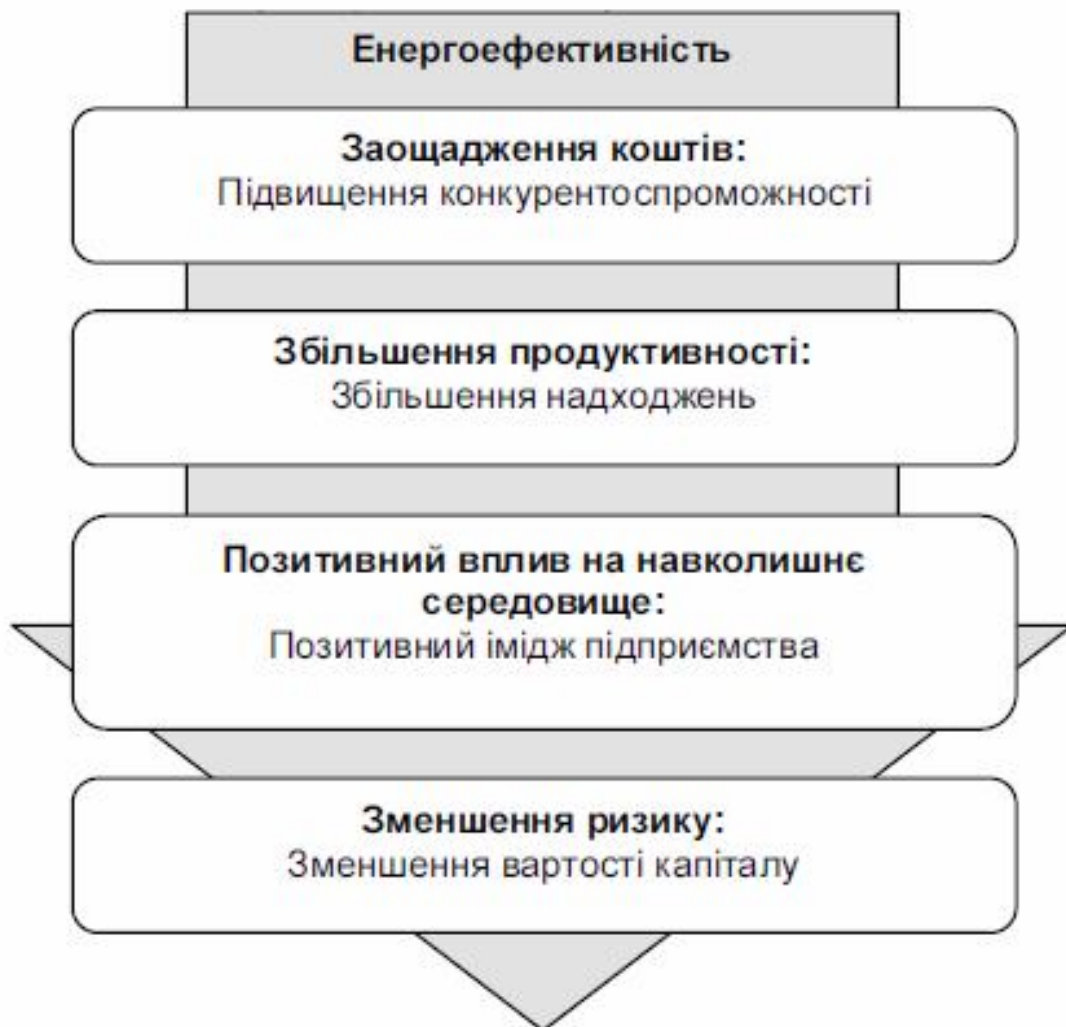 Енергоефективність
Заощадження коштів:
Підвищення конкурентоспроможності
Збільшення продуктивності:
Збільшення надходжень
Позитивний вплив на навколишнє
середовище:
Позитивний імідж підприємства
Зменшення ризику:
Зменшення вартості капіталу